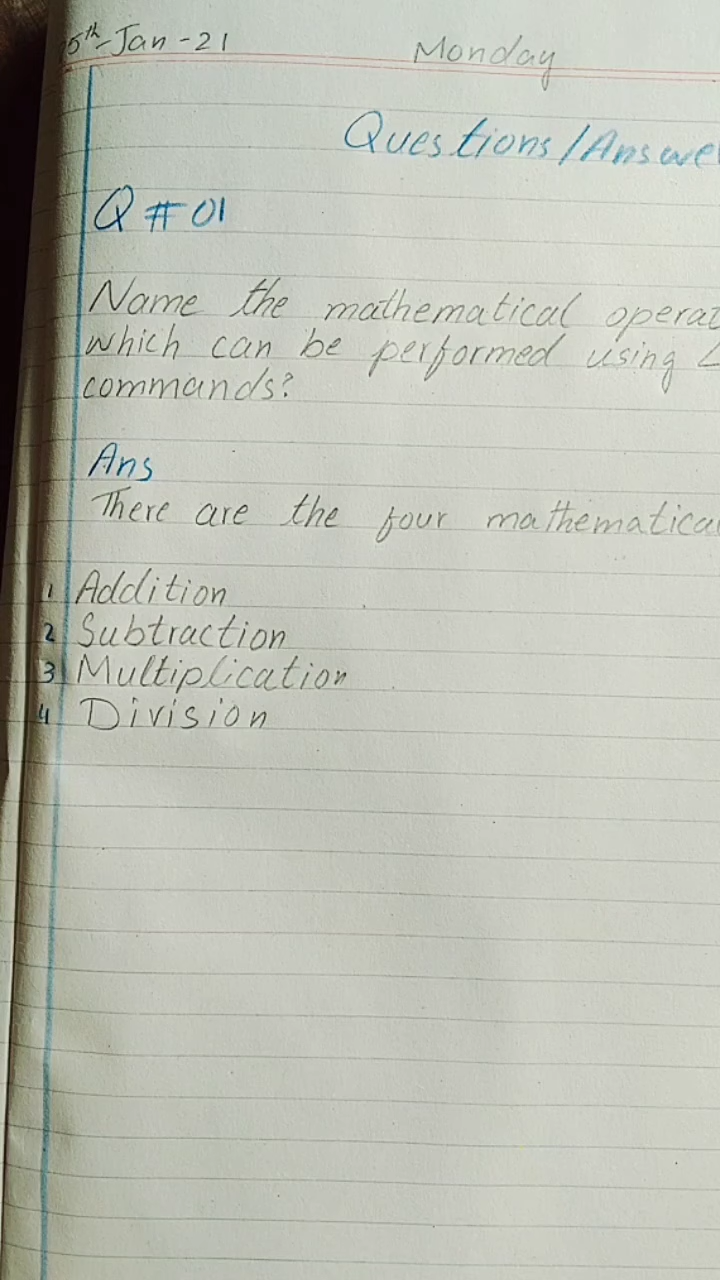 5th-Jan-21 Monday
Questions/Answe
Q # 01
Name the mathematical operat
which can be performed using
commands?
Ans
There are the four mathematica
1 Addition
2 Subtraction
3 Multiplication
4 Division